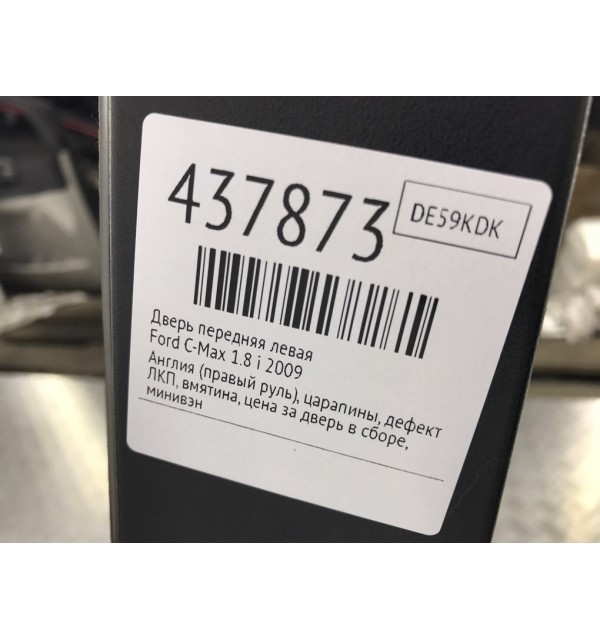 437873
DE59KDK
Дверь передняя левая
Ford C-Max 1.8 i 2009
Англия (правый руль), царапины, дефект
ЛКП, вмятина, цена за дверь в сборе,
минивэн